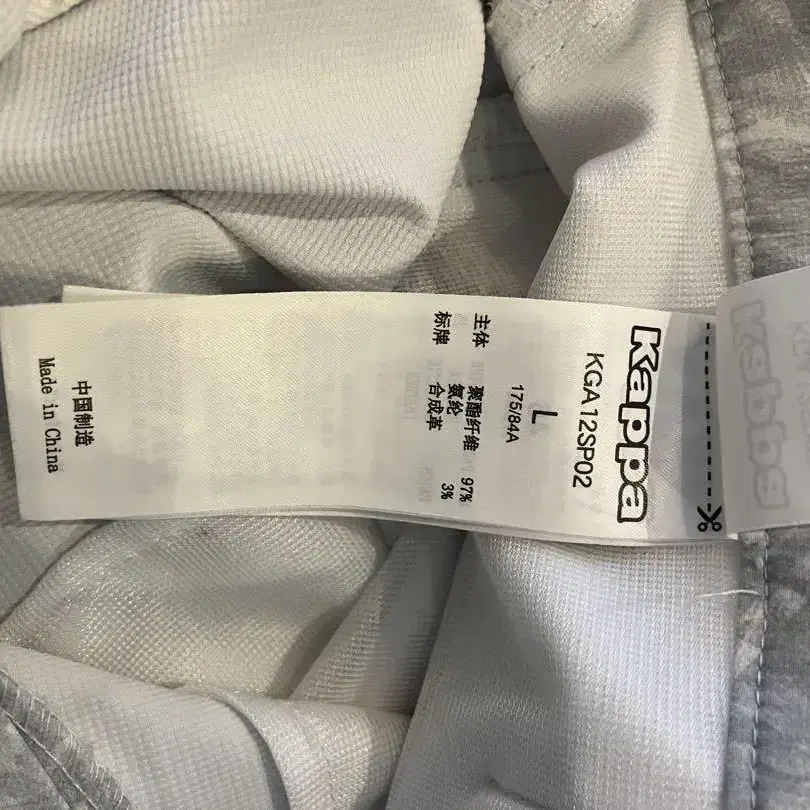 Kappa
KGA12SP02
L
175/84A
主体 聚酯纤维 97%
氨纶 3%
标牌 合成革
中国制造
Made in China
Kappa